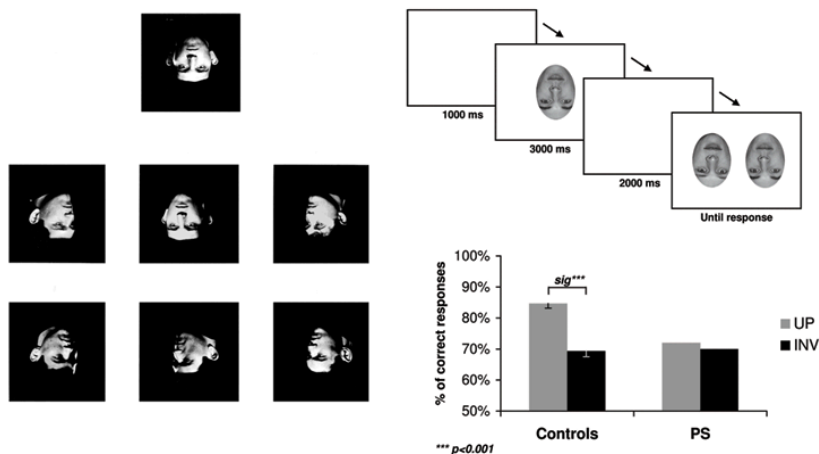 1000 ms
3000 ms
2000 ms
Until response
% of correct responses
100%
90%
80%
70%
60%
50%
sig***
UP
INV
Controls
PS
*** p<0.001